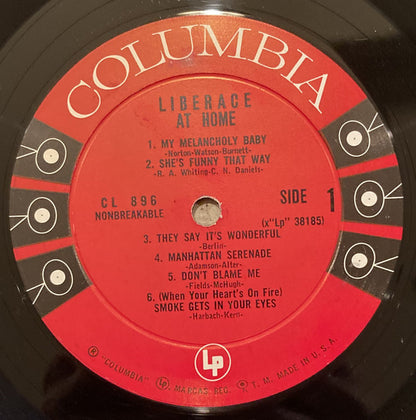 COLUMBIA
LIBERACE
AT HOME
1. MY MELANCHOLY BABY
-Norton-Watson-Burnett-
2. SHE'S FUNNY THAT WAY
-R. A. Whiting-C. N. Daniels-
CL 896
NONBREAKABLE
SIDE 1
(x"Lp" 38185)
3. THEY SAY IT'S WONDERFUL
-Berlin-
4. MANHATTAN SERENADE
-Adamson-Alter-
5. DON'T BLAME ME
-Fields-McHugh-
6. (When Your Heart's On Fire)
SMOKE GETS IN YOUR EYES
-Harbach-Kern-
LP
® "COLUMBIA" MARCAS REG. T. M. MADE IN U. S. A.